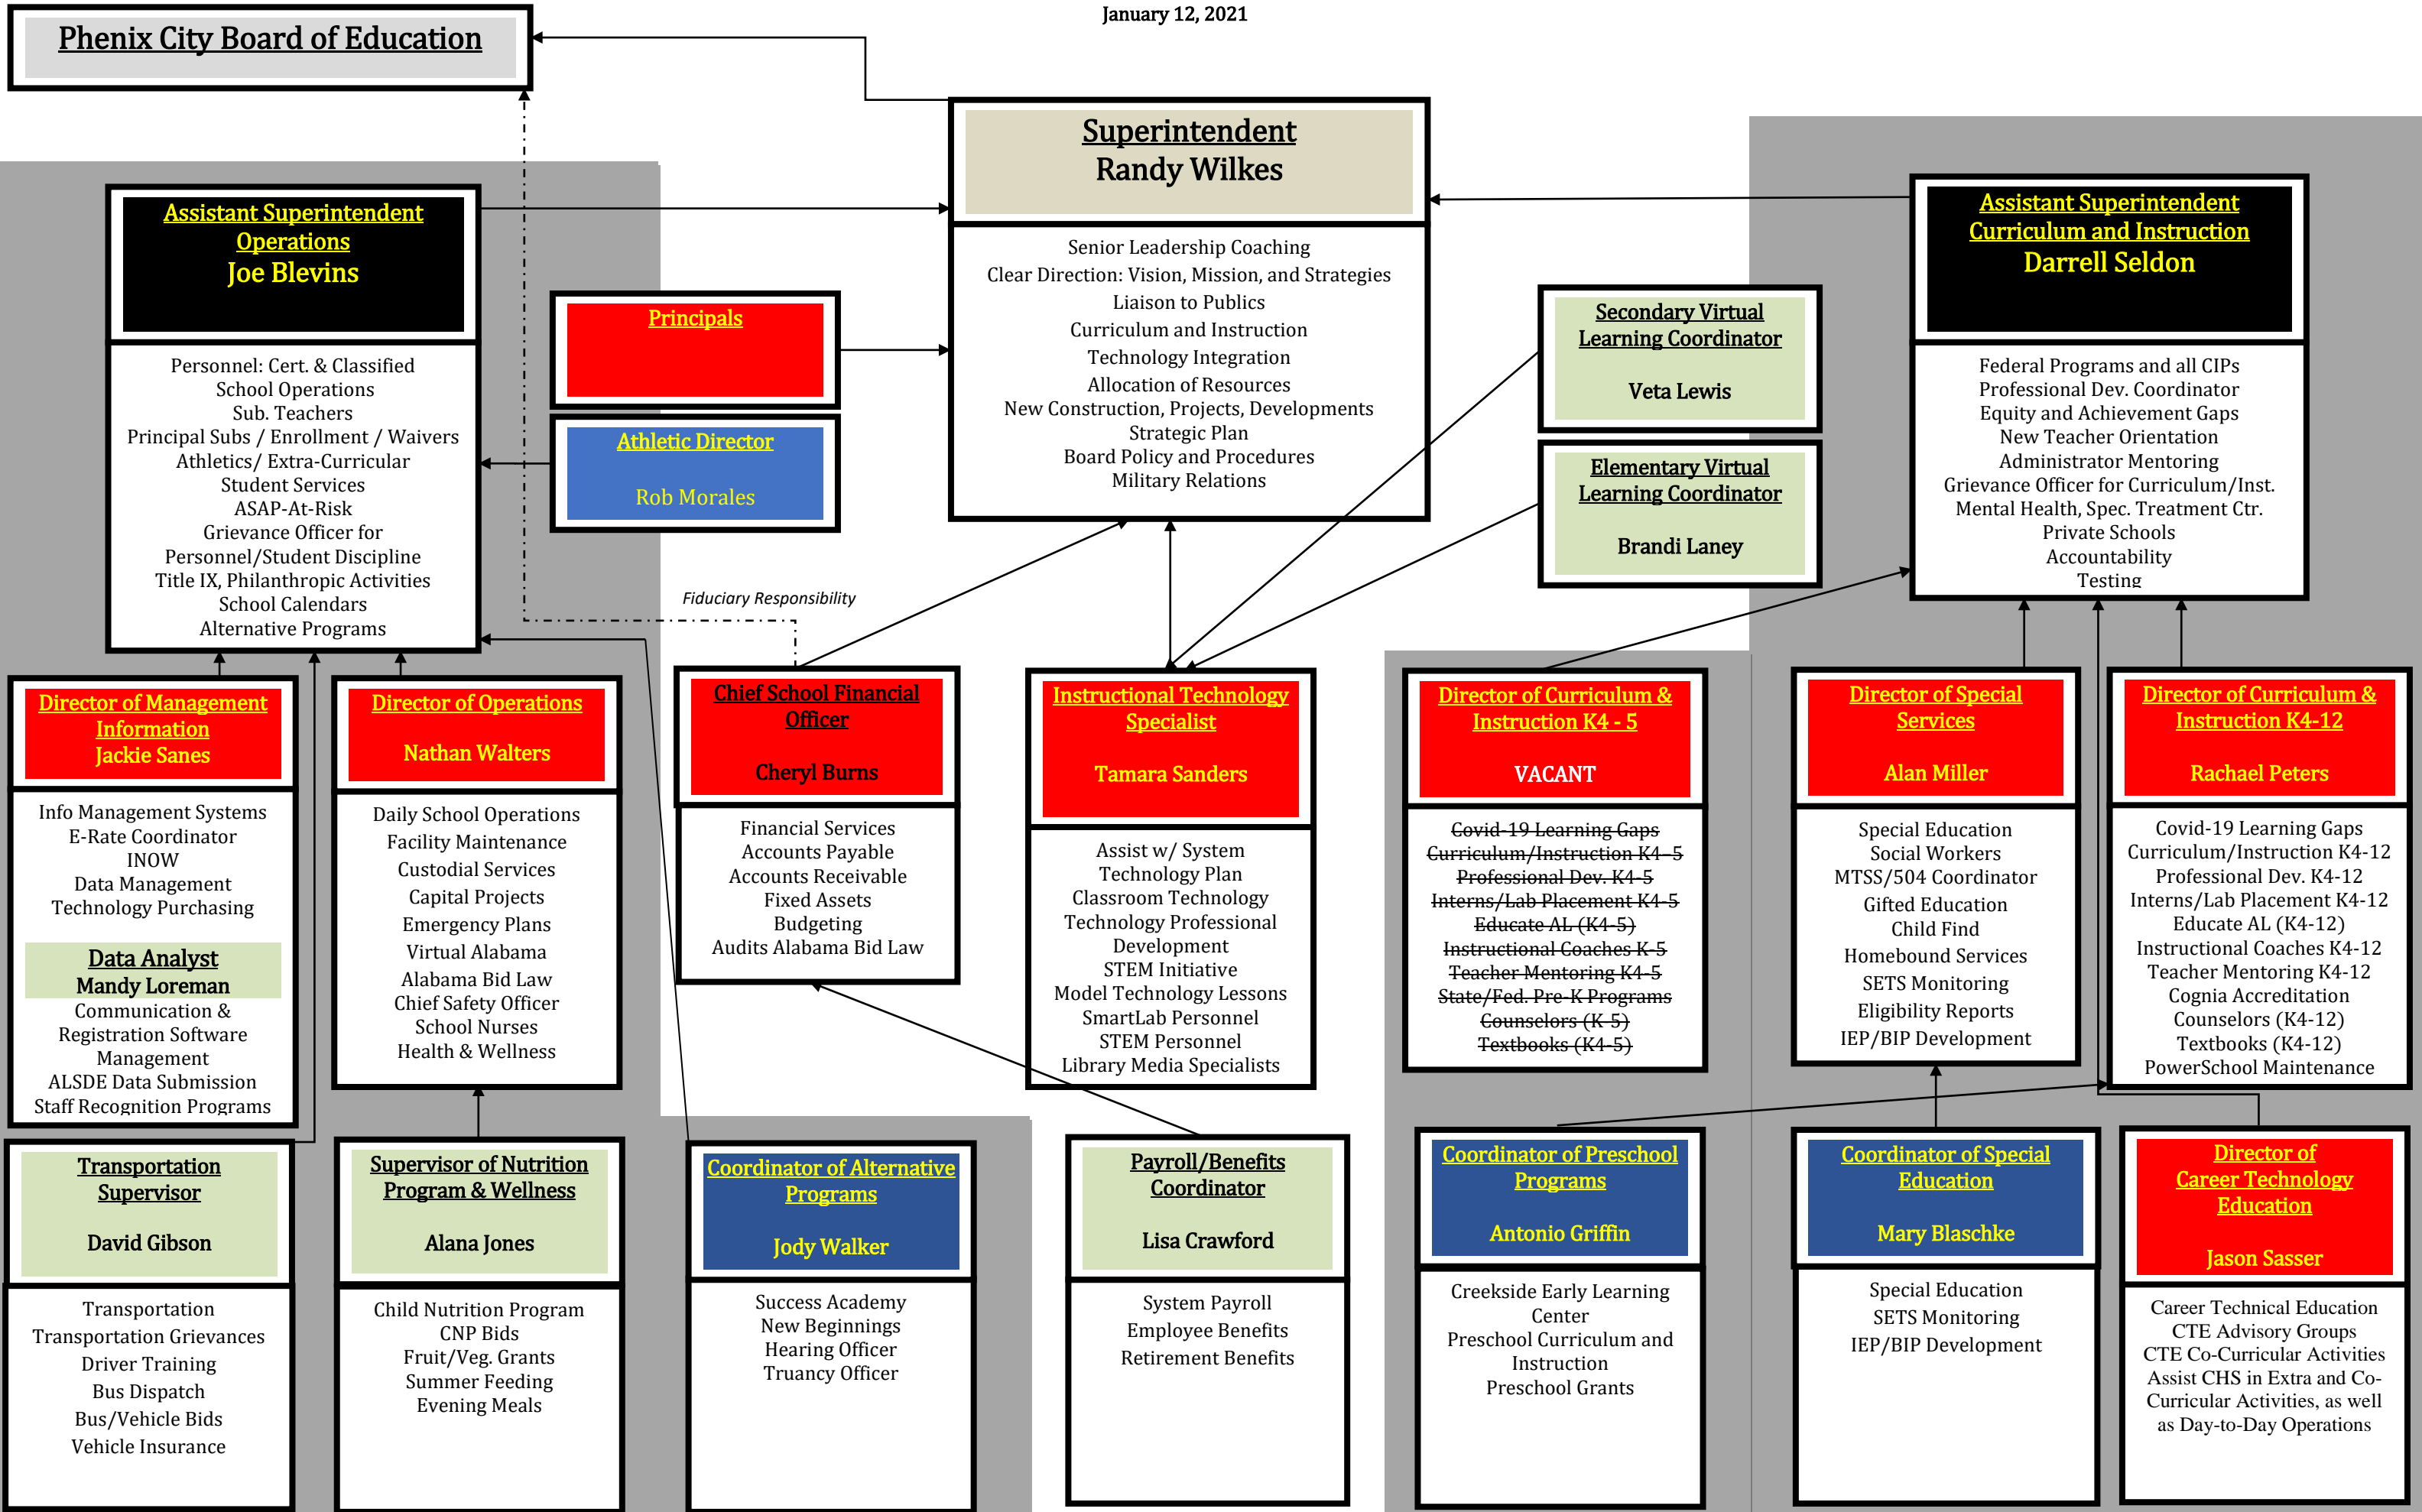 January 12, 2021
Phenix City Board of Education
Superintendent
Randy Wilkes
Senior Leadership Coaching
Clear Direction: Vision, Mission, and Strategies
Liaison to Publics
Curriculum and Instruction
Technology Integration
Allocation of Resources
New Construction, Projects, Developments
Strategic Plan
Board Policy and Procedures
Military Relations
Assistant Superintendent
Operations
Joe Blevins
Personnel: Cert. & Classified
School Operations
Sub. Teachers
Principal Subs / Enrollment / Waivers
Athletics/ Extra-Curricular
Student Services
ASAP-At-Risk
Grievance Officer for
Personnel/Student Discipline
Title IX, Philanthropic Activities
School Calendars
Alternative Programs
Principals
Athletic Director
Rob Morales
Secondary Virtual
Learning Coordinator
Veta Lewis
Elementary Virtual
Learning Coordinator
Brandi Laney
Assistant Superintendent
Curriculum and Instruction
Darrell Seldon
Federal Programs and all CIPs
Professional Dev. Coordinator
Equity and Achievement Gaps
New Teacher Orientation
Administrator Mentoring
Grievance Officer for Curriculum/Inst.
Mental Health, Spec. Treatment Ctr.
Private Schools
Accountability
Testing
Fiduciary Responsibility
Director of Management
Information
Jackie Sanes
Info Management Systems
E-Rate Coordinator
INOW
Data Management
Technology Purchasing
Data Analyst
Mandy Loreman
Communication &
Registration Software
Management
ALSDE Data Submission
Staff Recognition Programs
Director of Operations
Nathan Walters
Daily School Operations
Facility Maintenance
Custodial Services
Capital Projects
Emergency Plans
Virtual Alabama
Alabama Bid Law
Chief Safety Officer
School Nurses
Health & Wellness
Chief School Financial
Officer
Cheryl Burns
Financial Services
Accounts Payable
Accounts Receivable
Fixed Assets
Budgeting
Audits Alabama Bid Law
Instructional Technology
Specialist
Tamara Sanders
Assist w/ System
Technology Plan
Classroom Technology
Technology Professional
Development
STEM Initiative
Model Technology Lessons
SmartLab Personnel
STEM Personnel
Library Media Specialists
Director of Curriculum &
Instruction K4 - 5
VACANT
Covid-19 Learning Gaps
Curriculum/Instruction K4-5
Professional Dev. K4-5
Interns/Lab Placement K4-5
Educate AL (K4-5)
Instructional Coaches K-5
Teacher Mentoring K4-5
State/Fed. Pre-K Programs
Counselors (K-5)
Textbooks (K4-5)
Director of Special
Services
Alan Miller
Special Education
Social Workers
MTSS/504 Coordinator
Gifted Education
Child Find
Homebound Services
SETS Monitoring
Eligibility Reports
IEP/BIP Development
Director of Curriculum &
Instruction K4-12
Rachael Peters
Covid-19 Learning Gaps
Curriculum/Instruction K4-12
Professional Dev. K4-12
Interns/Lab Placement K4-12
Educate AL (K4-12)
Instructional Coaches K4-12
Teacher Mentoring K4-12
Cognia Accreditation
Counselors (K4-12)
Textbooks (K4-12)
PowerSchool Maintenance
Transportation
Supervisor
David Gibson
Transportation
Transportation Grievances
Driver Training
Bus Dispatch
Bus/Vehicle Bids
Vehicle Insurance
Supervisor of Nutrition
Program & Wellness
Alana Jones
Child Nutrition Program
CNP Bids
Fruit/Veg. Grants
Summer Feeding
Evening Meals
Coordinator of Alternative
Programs
Jody Walker
Success Academy
New Beginnings
Hearing Officer
Truancy Officer
Payroll/Benefits
Coordinator
Lisa Crawford
System Payroll
Employee Benefits
Retirement Benefits
Coordinator of Preschool
Programs
Antonio Griffin
Creekside Early Learning
Center
Preschool Curriculum and
Instruction
Preschool Grants
Coordinator of Special
Education
Mary Blaschke
Special Education
SETS Monitoring
IEP/BIP Development
Director of
Career Technology
Education
Jason Sasser
Career Technical Education
CTE Advisory Groups
CTE Co-Curricular Activities
Assist CHS in Extra and Co-
Curricular Activities, as well
as Day-to-Day Operations